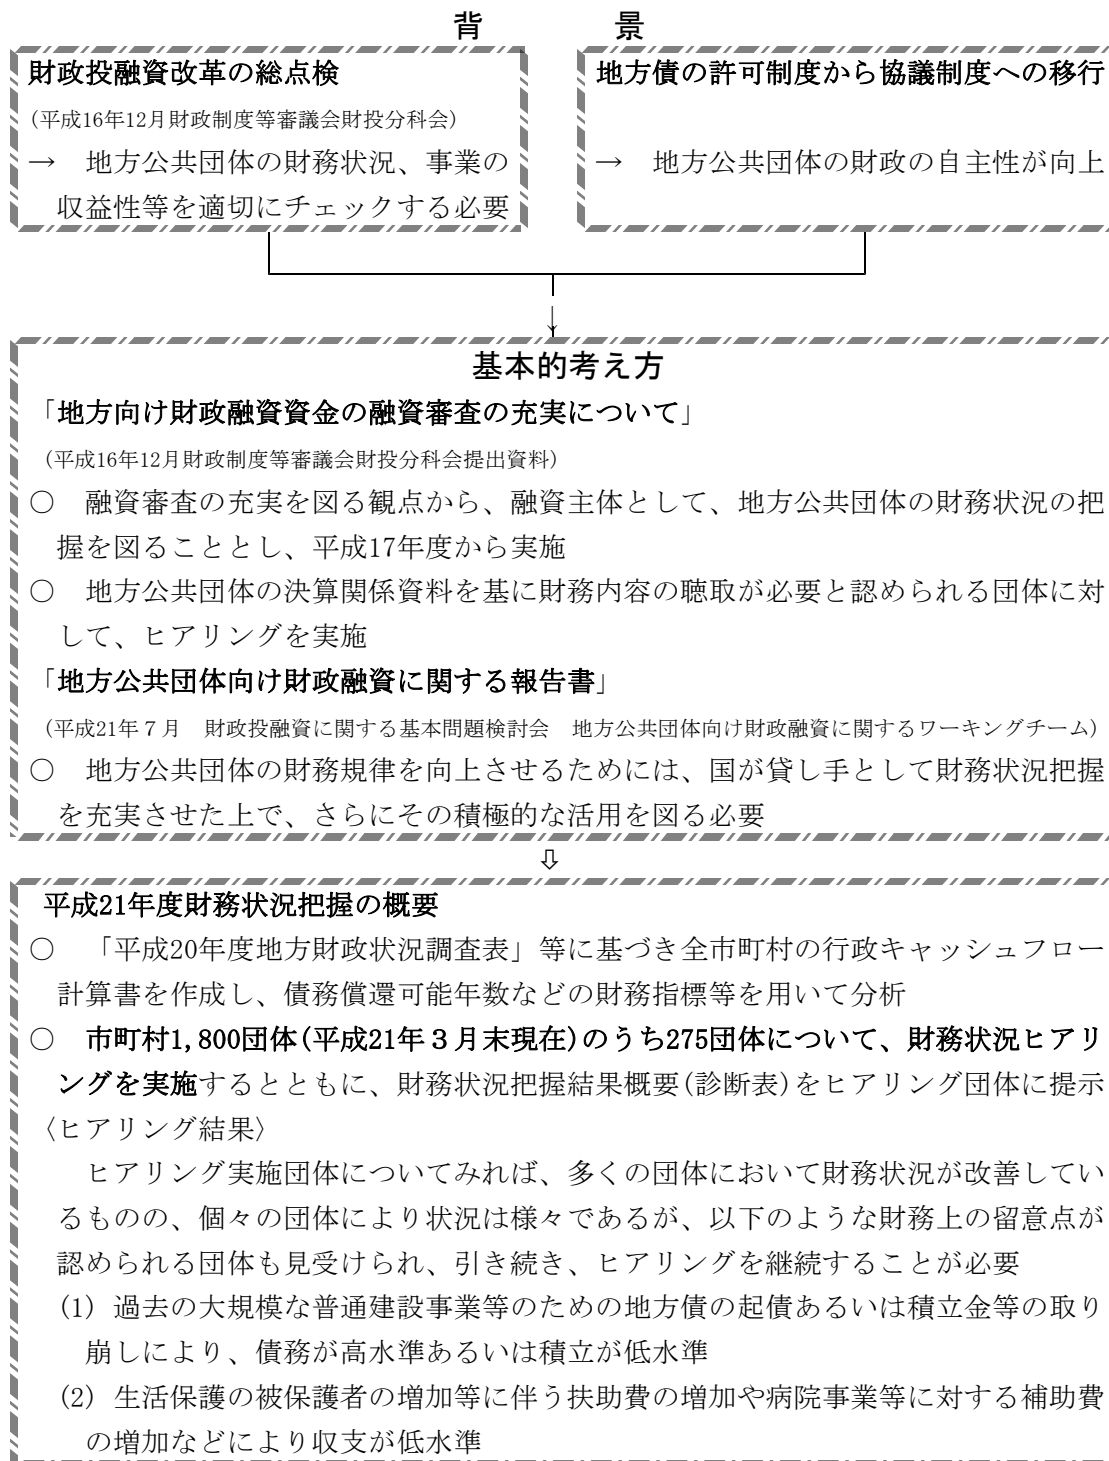 背　景
財政投融資改革の総点検
(平成16年12月財政制度等審議会財投分科会)
→　地方公共団体の財務状況、事業の
収益性等を適切にチェックする必要
地方債の許可制度から協議制度への移行
→　地方公共団体の財政の自主性が向上
↓
基本的考え方
「地方向け財政融資資金の融資審査の充実について」
(平成16年12月財政制度等審議会財投分科会提出資料)
○　融資審査の充実を図る観点から、融資主体として、地方公共団体の財務状況の把
握を図ることとし、平成17年度から実施
○　地方公共団体の決算関係資料を基に財務内容の聴取が必要と認められる団体に対
して、ヒアリングを実施
「地方公共団体向け財政融資に関する報告書」
(平成21年７月　財政投融資に関する基本問題検討会　地方公共団体向け財政融資に関するワーキングチーム)
○　地方公共団体の財務規律を向上させるためには、国が貸し手として財務状況把握
を充実させた上で、さらにその積極的な活用を図る必要
⇩
平成21年度財務状況把握の概要
○　「平成20年度地方財政状況調査表」等に基づき全市町村の行政キャッシュフロー
計算書を作成し、債務償還可能年数などの財務指標等を用いて分析
○　市町村1,800団体(平成21年３月末現在)のうち275団体について、財務状況ヒアリ
ングを実施するとともに、財務状況把握結果概要(診断表)をヒアリング団体に提示
〈ヒアリング結果〉
ヒアリング実施団体についてみれば、多くの団体において財務状況が改善してい
るものの、個々の団体により状況は様々であるが、以下のような財務上の留意点が
認められる団体も見受けられ、引き続き、ヒアリングを継続することが必要
(1) 過去の大規模な普通建設事業等のための地方債の起債あるいは積立金等の取り
崩しにより、債務が高水準あるいは積立が低水準
(2) 生活保護の被保護者の増加等に伴う扶助費の増加や病院事業等に対する補助費
の増加などにより収支が低水準